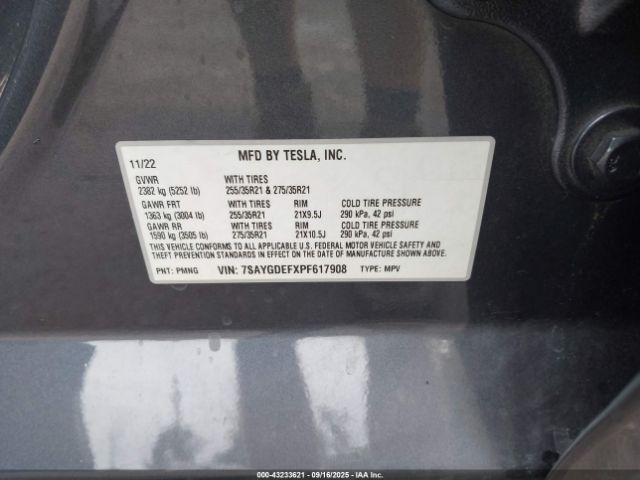 MFD BY TESLA, INC.
11/22
GVWR WITH TIRES
2382 kg (5252 lb) 255/35R21 & 275/35R21
GAWR FRT WITH TIRES RIM COLD TIRE PRESSURE
1363 kg (3004 lb) 255/35R21 21X9.5J 290 kPa, 42 psi
GAWR RR WITH TIRES RIM COLD TIRE PRESSURE
1590 kg (3505 lb) 275/35R21 21X10.5J 290 kPa, 42 psi
THIS VEHICLE CONFORMS TO ALL APPLICABLE U.S. FEDERAL MOTOR VEHICLE SAFETY AND
THEFT PREVENTION STANDARDS IN EFFECT ON THE DATE OF MANUFACTURE SHOWN ABOVE.
PNT: PMNG VIN: 7SAYGDEFXPF617908 TYPE: MPV
000-43233621 - 09/16/2025 - IAAI, Inc.